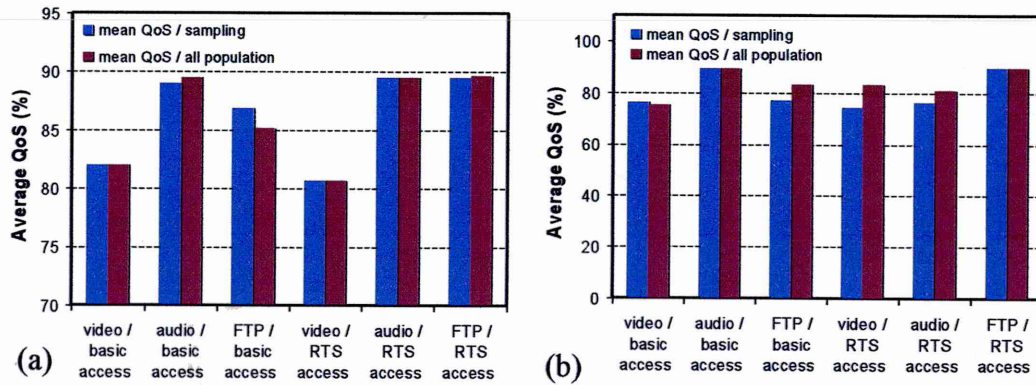 95
90
85
80
75
70
Average QoS (%)
mean QoS / sampling
mean QoS / all population
video / basic access
audio / basic access
FTP / basic access
video / RTS access
audio / RTS access
FTP / RTS access
(a)
100
80
60
40
20
0
Average QoS (%)
mean QoS / sampling
mean QoS / all population
video / basic access
audio / basic access
FTP / basic access
video / RTS access
audio / RTS access
FTP / RTS access
(b)